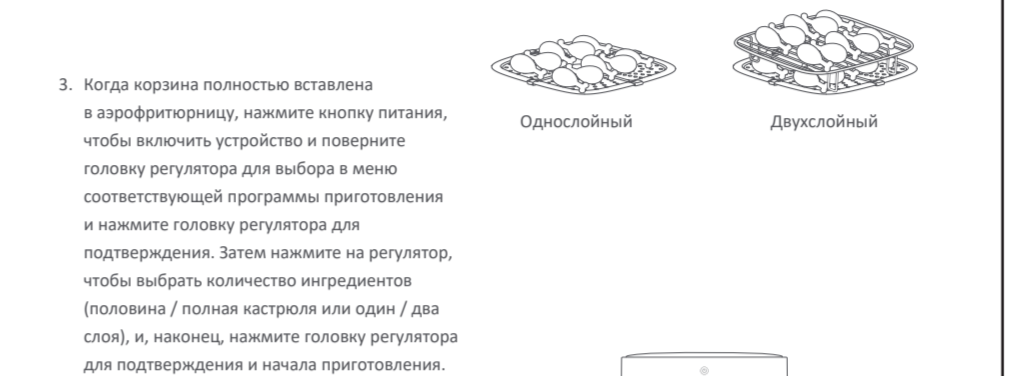 3. Когда корзина полностью вставлена
в аэрофритюрницу, нажмите кнопку питания,
чтобы включить устройство и поверните
головку регулятора для выбора в меню
соответствующей программы приготовления
и нажмите головку регулятора для
подтверждения. Затем нажмите на регулятор,
чтобы выбрать количество ингредиентов
(половина / полная кастрюля или один / два
слоя), и, наконец, нажмите головку регулятора
для подтверждения и начала приготовления.
Однослойный
Двухслойный